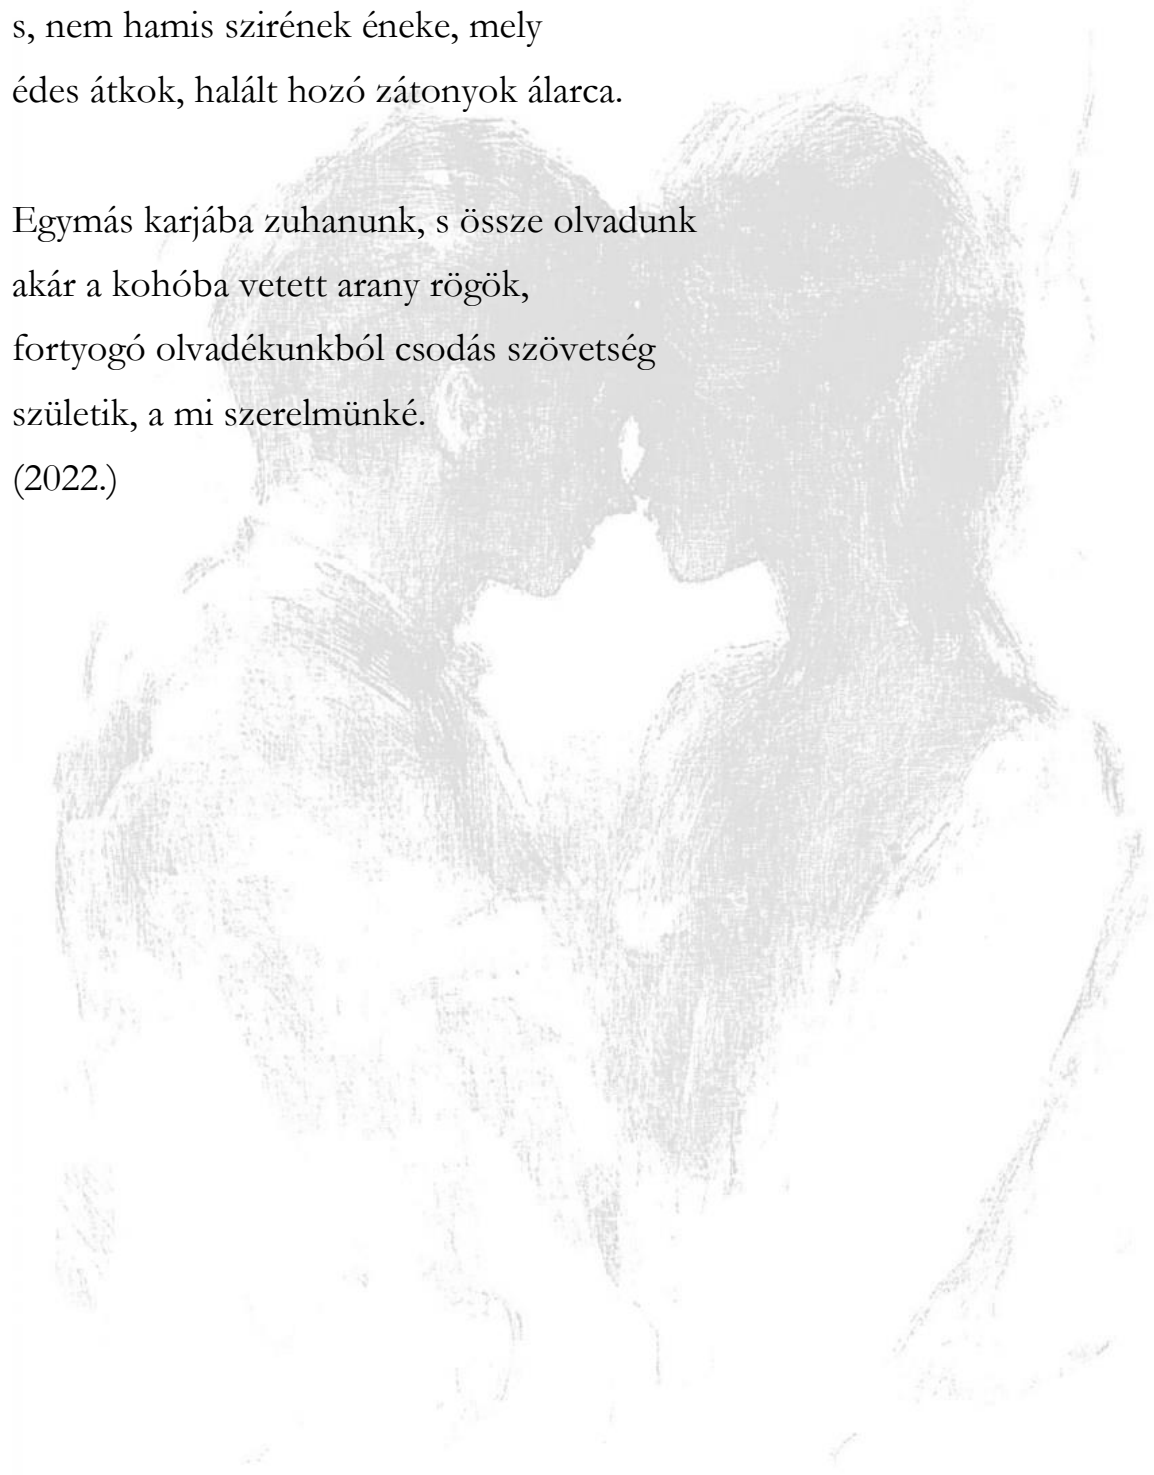 s, nem hamis szirének éneke, mely
édes átkok, halált hozó zátonyok álarca.
Egymás karjába zuhanunk, s össze olvadunk
akár a kohóba vetett arany rögök,
fortyogó olvadékunkból csodás szövetség
születik, a mi szerelmünké.
(2022.)